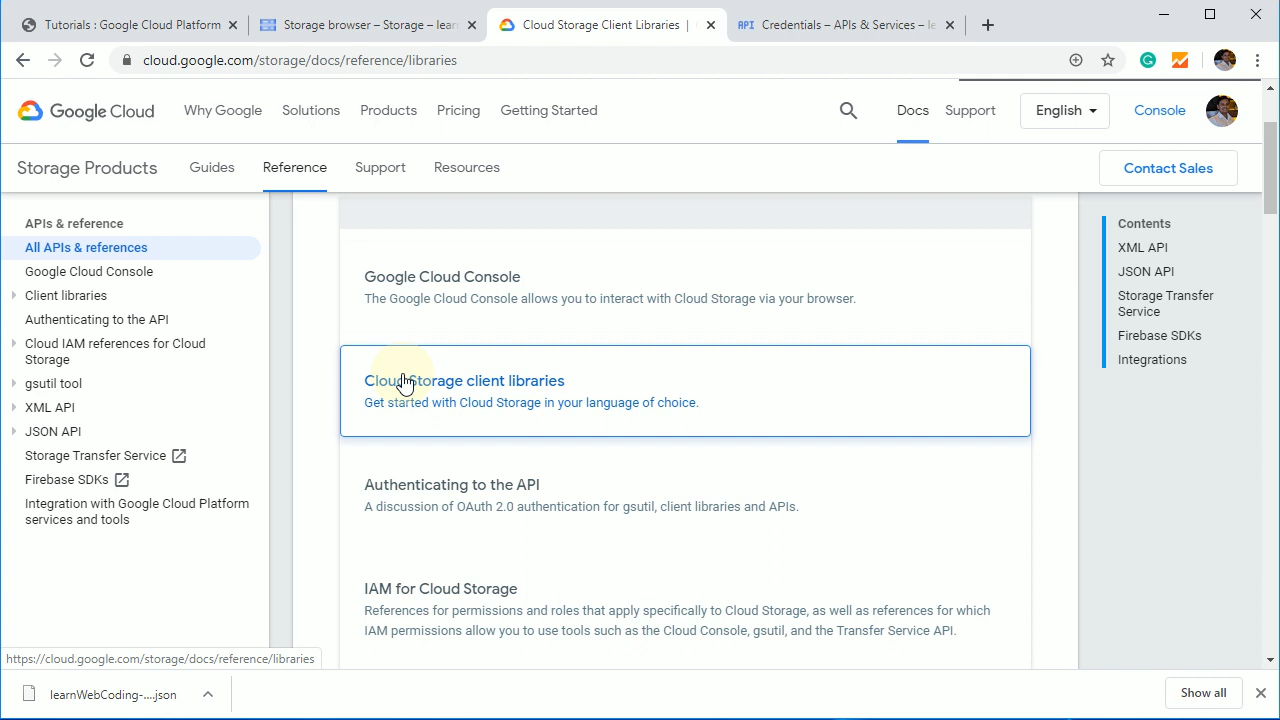 Tutorials : Google Cloud Platform
Storage browser – Storage – lear
Cloud Storage Client Libraries |
API Credentials – APIs & Services – le
cloud.google.com/storage/docs/reference/libraries
Google Cloud
Why Google
Solutions
Products
Pricing
Getting Started
Docs
Support
English
Console
Storage Products
Guides
Reference
Support
Resources
Contact Sales
APIs & reference
All APIs & references
Google Cloud Console
Client libraries
Authenticating to the API
Cloud IAM references for Cloud
Storage
gsutil tool
XML API
JSON API
Storage Transfer Service
Firebase SDKs
Integration with Google Cloud Platform
services and tools
Google Cloud Console
The Google Cloud Console allows you to interact with Cloud Storage via your browser.
Cloud Storage client libraries
Get started with Cloud Storage in your language of choice.
Authenticating to the API
A discussion of OAuth 2.0 authentication for gsutil, client libraries and APIs.
IAM for Cloud Storage
References for permissions and roles that apply specifically to Cloud Storage, as well as references for which
IAM permissions allow you to use tools such as the Cloud Console, gsutil, and the Transfer Service API.
Contents
XML API
JSON API
Storage Transfer
Service
Firebase SDKs
Integrations
https://cloud.google.com/storage/docs/reference/libraries
learnWebCoding-....json
Show all